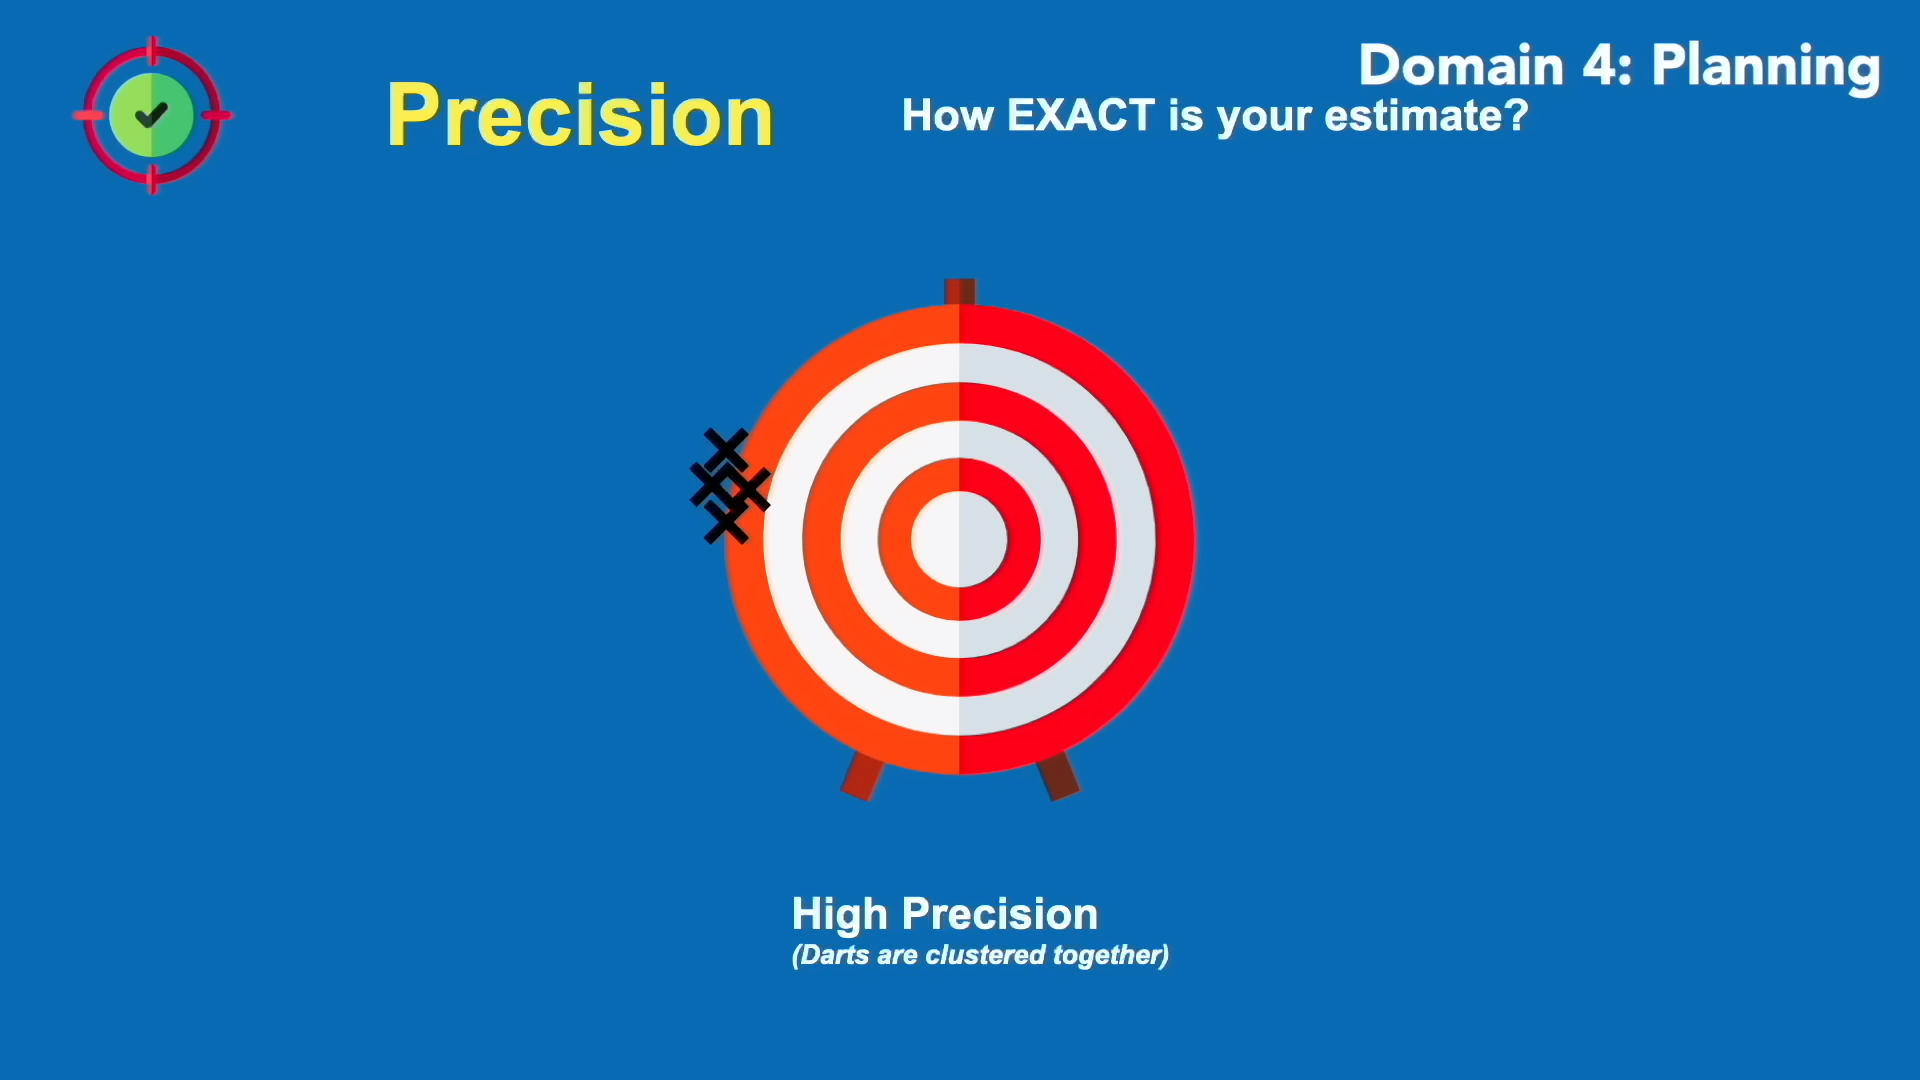 Domain 4: Planning
Precision
How EXACT is your estimate?
High Precision
(Darts are clustered together)